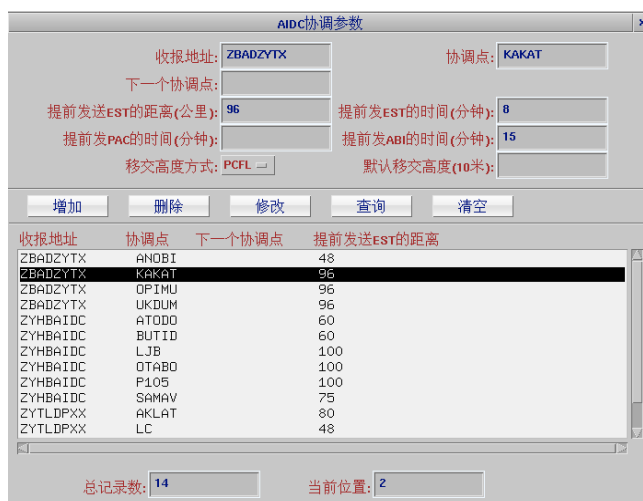 AIDC协调参数
收报地址: ZBADZYTX 协调点: KAKAT
下一个协调点:
提前发送EST的距离(公里): 96 提前发EST的时间(分钟): 8
提前发PAC的时间(分钟): 提前发ABI的时间(分钟): 15
移交高度方式: PCFL 默认移交高度(10米):
增加 删除 修改 查询 清空
收报地址 协调点 下一个协调点 提前发送EST的距离
ZBADZYTX ANOBI 48
ZBADZYTX KAKAT 96
ZBADZYTX OPIMU 96
ZBADZYTX UKDUM 96
ZYHBAIDC ATODO 60
ZYHBAIDC BUTID 60
ZYHBAIDC LJB 100
ZYHBAIDC OTABO 100
ZYHBAIDC P105 100
ZYHBAIDC SAMAV 75
ZYTLDPXX AKLAT 80
ZYTLDPXX LC 48
总记录数: 14 当前位置: 2